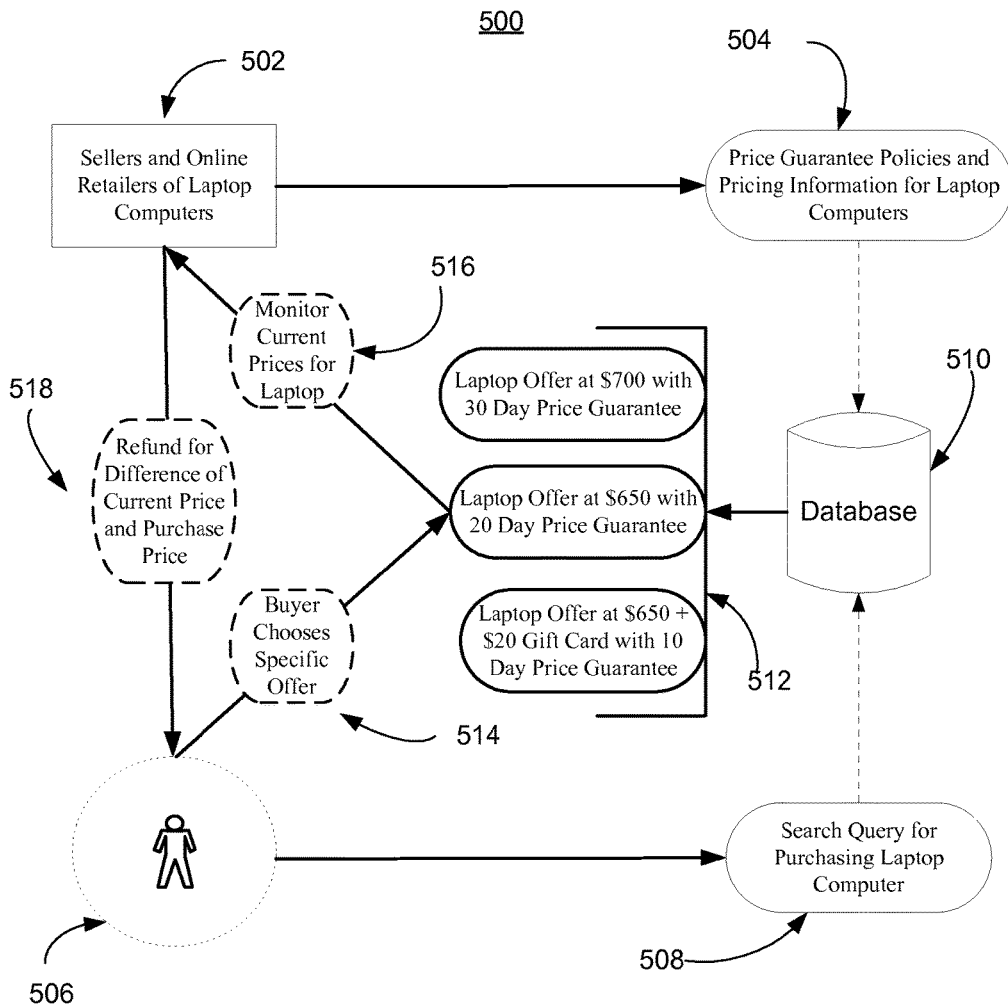 500
502
504
Sellers and Online
Retailers of Laptop
Computers
Price Guarantee Policies and
Pricing Information for Laptop
Computers
516
Monitor
Current
Prices for
Laptop
510
Laptop Offer at $700 with
30 Day Price Guarantee
518
Refund for
Difference of
Current Price
and Purchase
Price
Laptop Offer at $650 with
20 Day Price Guarantee
Database
Buyer
Chooses
Specific
Offer
Laptop Offer at $650 +
$20 Gift Card with 10
Day Price Guarantee
512
514
Search Query for
Purchasing Laptop
Computer
508
506